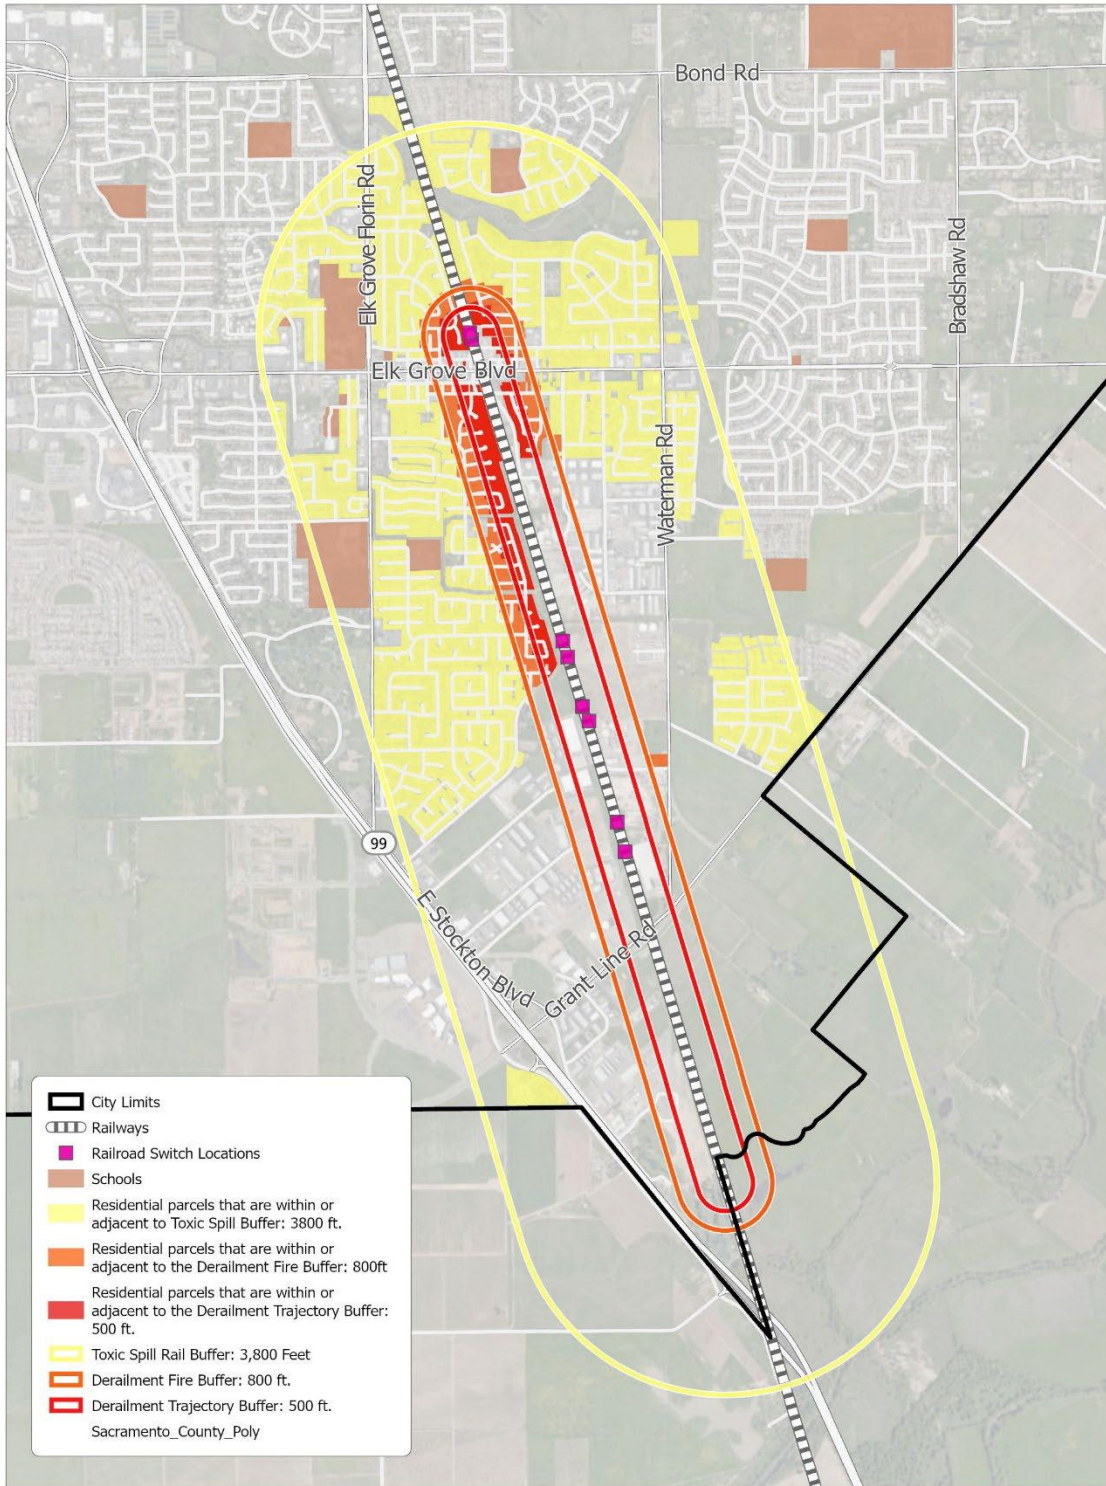 Bond Rd
Elk Grove Florin Rd
Bradshaw Rd
Elk Grove Blvd
Waterman Rd
99
E Stockton Blvd
Grant Line Rd
City Limits
Railways
Railroad Switch Locations
Schools
Residential parcels that are within or
adjacent to Toxic Spill Buffer: 3800 ft.
Residential parcels that are within or
adjacent to the Derailment Fire Buffer: 800ft
Residential parcels that are within or
adjacent to the Derailment Trajectory Buffer:
500 ft.
Toxic Spill Rail Buffer: 3,800 Feet
Derailment Fire Buffer: 800 ft.
Derailment Trajectory Buffer: 500 ft.
Sacramento_County_Poly